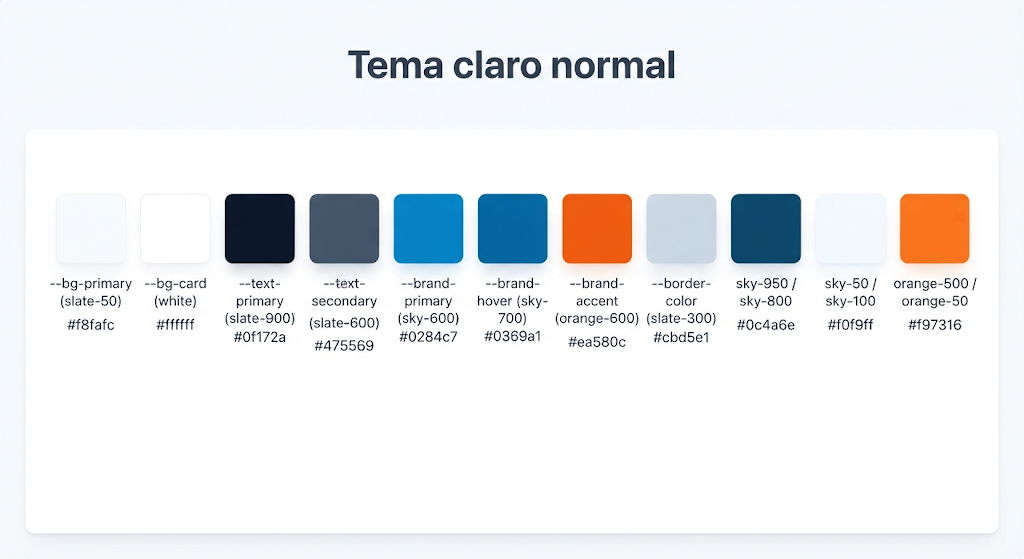 Tema claro normal
--bg-primary
(slate-50)
#f8fafc
--bg-card
(white)
#ffffff
--text-
primary
(slate-900)
#0f172a
--text-
secondary
(slate-600)
#475569
--brand-
primary
(sky-600)
#0284c7
--brand-
hover (sky-
700)
#0369a1
--brand-
accent
(orange-600)
#ea580c
--border-
color
(slate-300)
#cbd5e1
sky-950 /
sky-800
#0c4a6e
sky-50 /
sky-100
#f0f9ff
orange-500 /
orange-50
#f97316